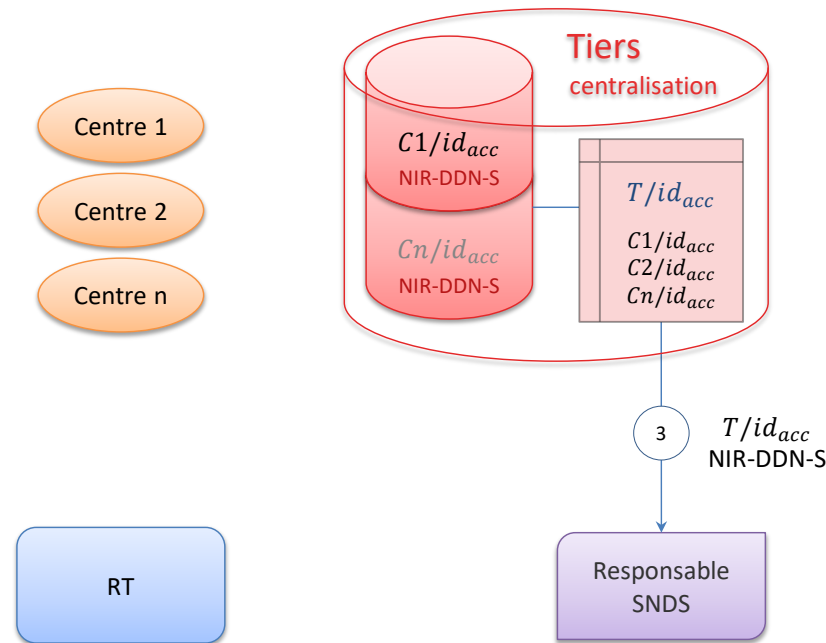 Tiers
centralisation
Centre 1
Centre 2
Centre n
C1/id_acc
NIR-DDN-S
Cn/id_acc
NIR-DDN-S
T/id_acc
C1/id_acc
C2/id_acc
Cn/id_acc
3
T/id_acc
NIR-DDN-S
RT
Responsable
SNDS